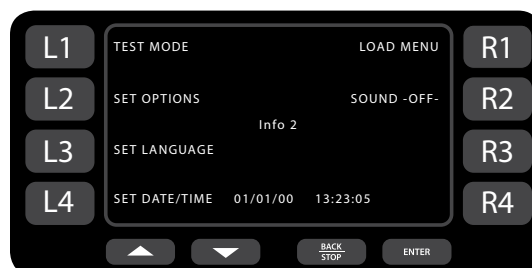 L1 TEST MODE LOAD MENU R1
L2 SET OPTIONS SOUND -OFF- R2
Info 2
L3 SET LANGUAGE R3
L4 SET DATE/TIME 01/01/00 13:23:05 R4
BACK
STOP
ENTER